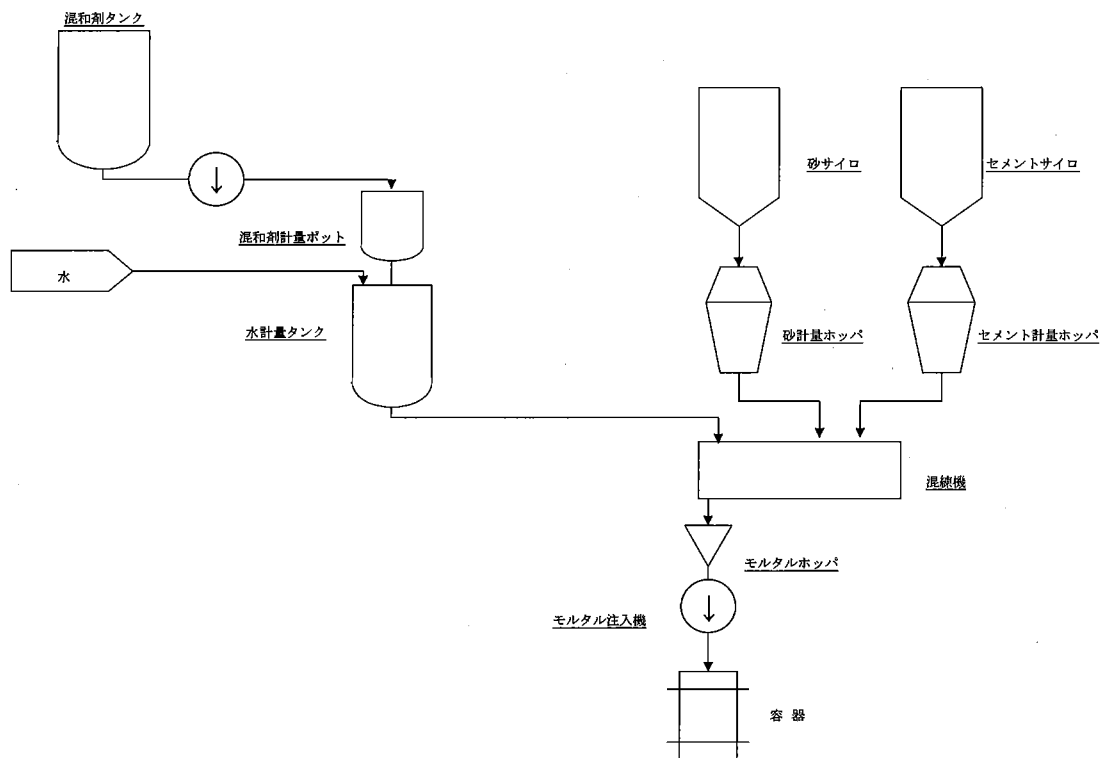 混和剤タンク
砂サイロ
セメントサイロ
混和剤計量ポット
水
水計量タンク
砂計量ホッパ
セメント計量ホッパ
混練機
モルタルホッパ
モルタル注入機
容 器